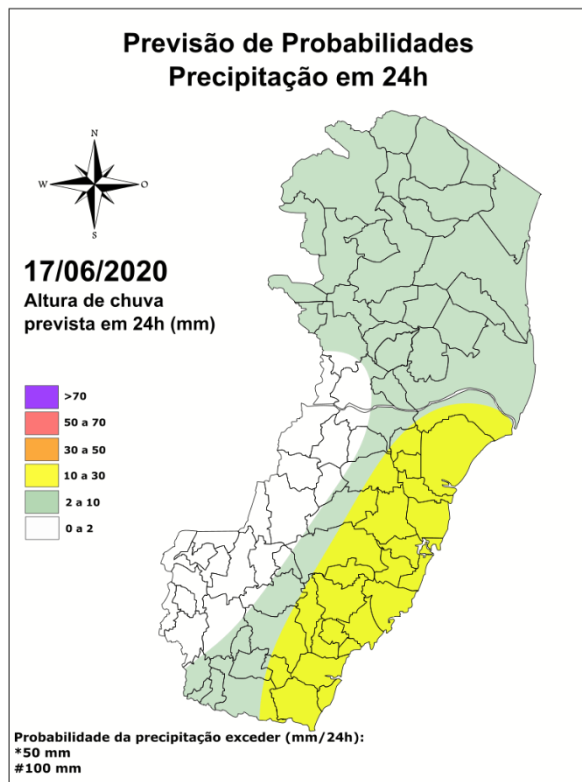 Previsão de Probabilidades
Precipitação em 24h
N
W O
S
17/06/2020
Altura de chuva
prevista em 24h (mm)
>70
50 a 70
30 a 50
10 a 30
2 a 10
0 a 2
Probabilidade da precipitação exceder (mm/24h):
*50 mm
#100 mm